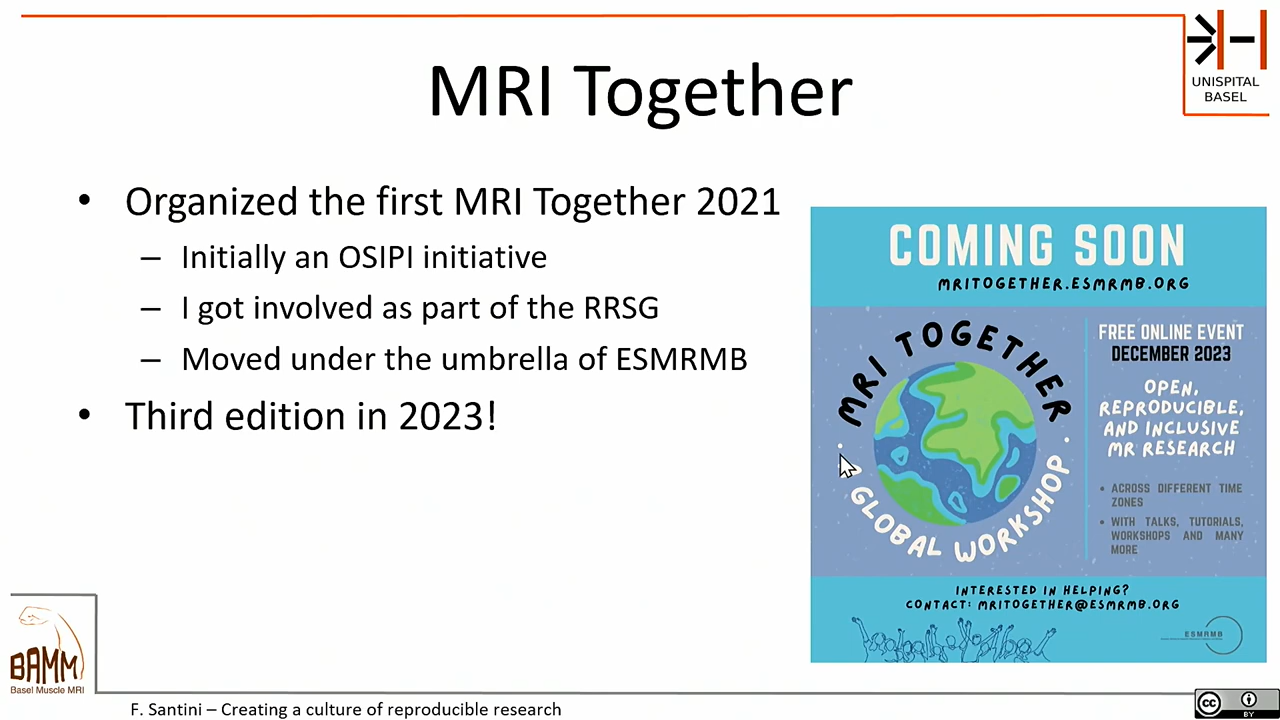 UNISPITAL
BASEL
MRI Together
• Organized the first MRI Together 2021
– Initially an OSIPI initiative
– I got involved as part of the RRSG
– Moved under the umbrella of ESMRMB
• Third edition in 2023!
COMING SOON
MRITOGETHER.ESMRMB.ORG
MRI TOGETHER
· A GLOBAL WORKSHOP ·
FREE ONLINE EVENT
DECEMBER 2023
OPEN,
REPRODUCIBLE,
AND INCLUSIVE
MR RESEARCH
• ACROSS DIFFERENT TIME
ZONES
• WITH TALKS, TUTORIALS,
WORKSHOPS AND MANY
MORE
INTERESTED IN HELPING?
CONTACT: MRITOGETHER@ESMRMB.ORG
ESMRMB
BAMM
Basel Muscle MRI
F. Santini – Creating a culture of reproducible research
cc
BY